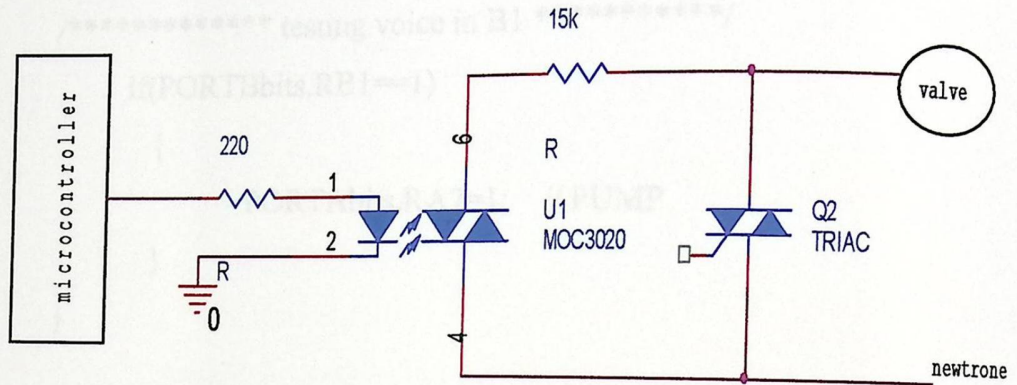 /************* testing voice in B1 ************/
if(PORTBbits.RB1==1)
{
PUMP
}
15k
microcontroller
220
1
2
R
0
6
4
R
U1
MOC3020
Q2
TRIAC
valve
newtrone